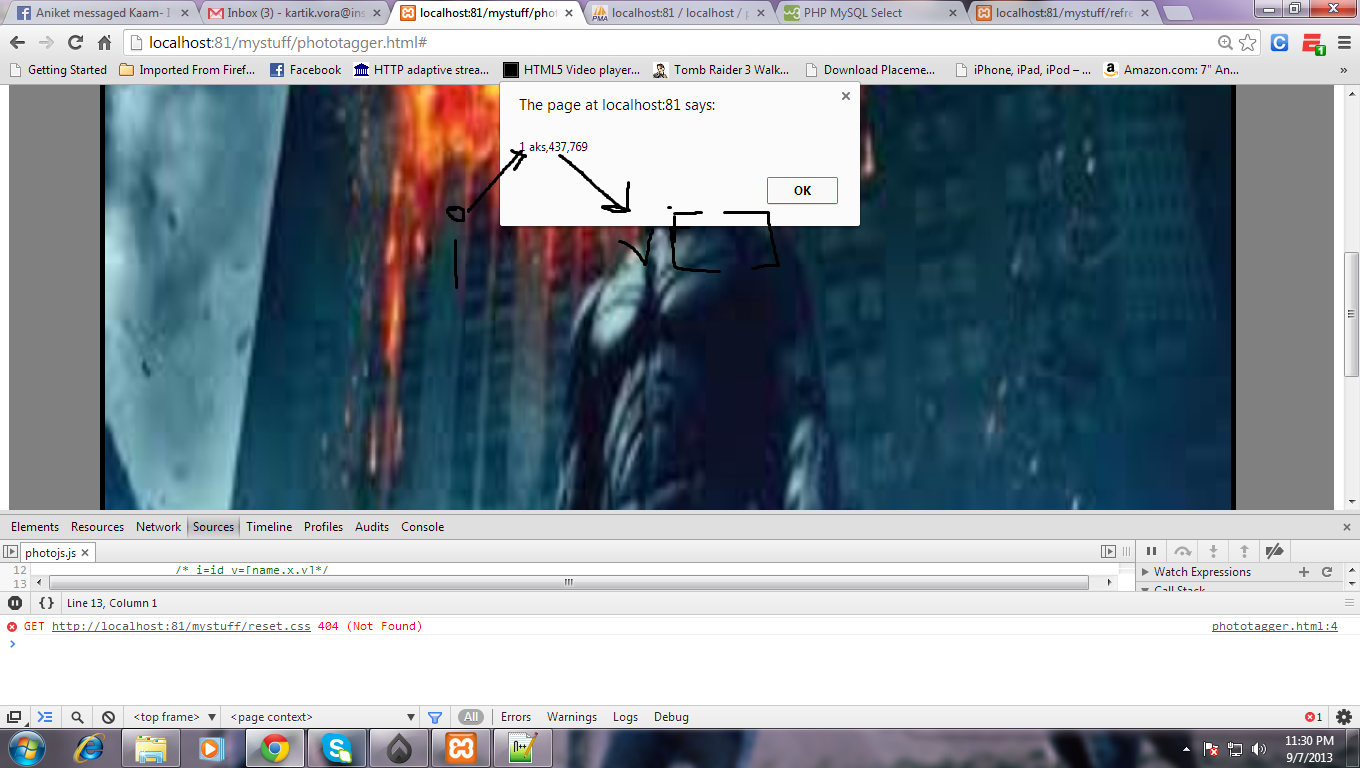 Aniket messaged Kaam- I
Inbox (3) - kartik.vora@ins
localhost:81/mystuff/phot
localhost:81 / localhost / p
PHP MySQL Select
localhost:81/mystuff/refre
localhost:81/mystuff/phototagger.html#
Getting Started
Imported From Firef...
Facebook
HTTP adaptive strea...
HTML5 Video player...
Tomb Raider 3 Walk...
Download Placeme...
iPhone, iPad, iPod – ...
Amazon.com: 7" An...
»
The page at localhost:81 says:
1 aks,437,769
OK
i
v [ ]
Elements Resources Network Sources Timeline Profiles Audits Console
photojs.js
12 /* i=id v=[name,x,y]*/
13
Watch Expressions
Call Stack
{} Line 13, Column 1
GET http://localhost:81/mystuff/reset.css 404 (Not Found) phototagger.html:4
<top frame> <page context> All Errors Warnings Logs Debug 1
11:30 PM
9/7/2013